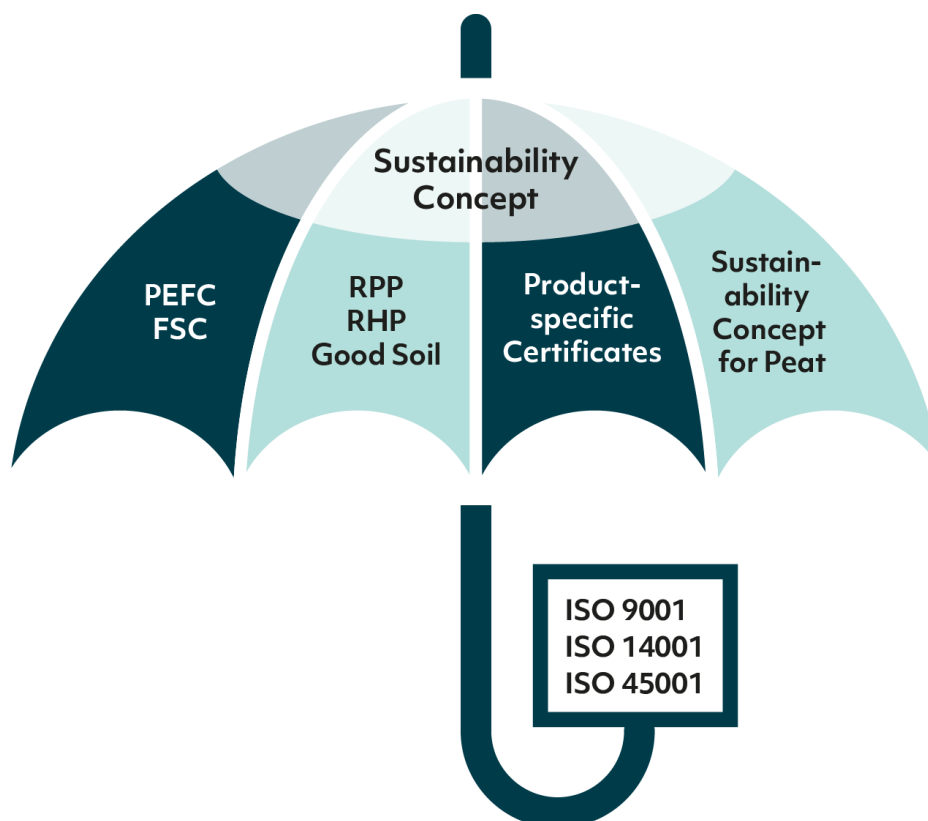 Sustainability
Concept
PEFC
FSC
RPP
RHP
Good Soil
Product-
specific
Certificates
Sustain-
ability
Concept
for Peat
ISO 9001
ISO 14001
ISO 45001